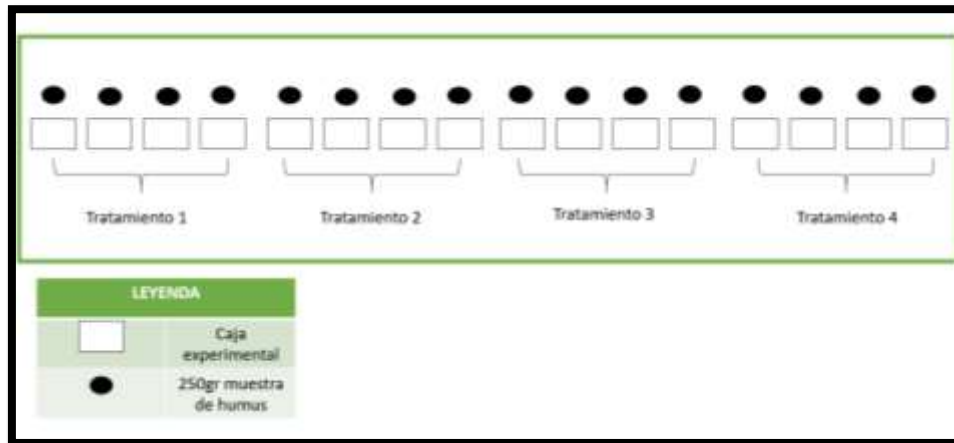 Tratamiento 1
Tratamiento 2
Tratamiento 3
Tratamiento 4
LEYENDA
Caja
experimental
250gr muestra
de humus